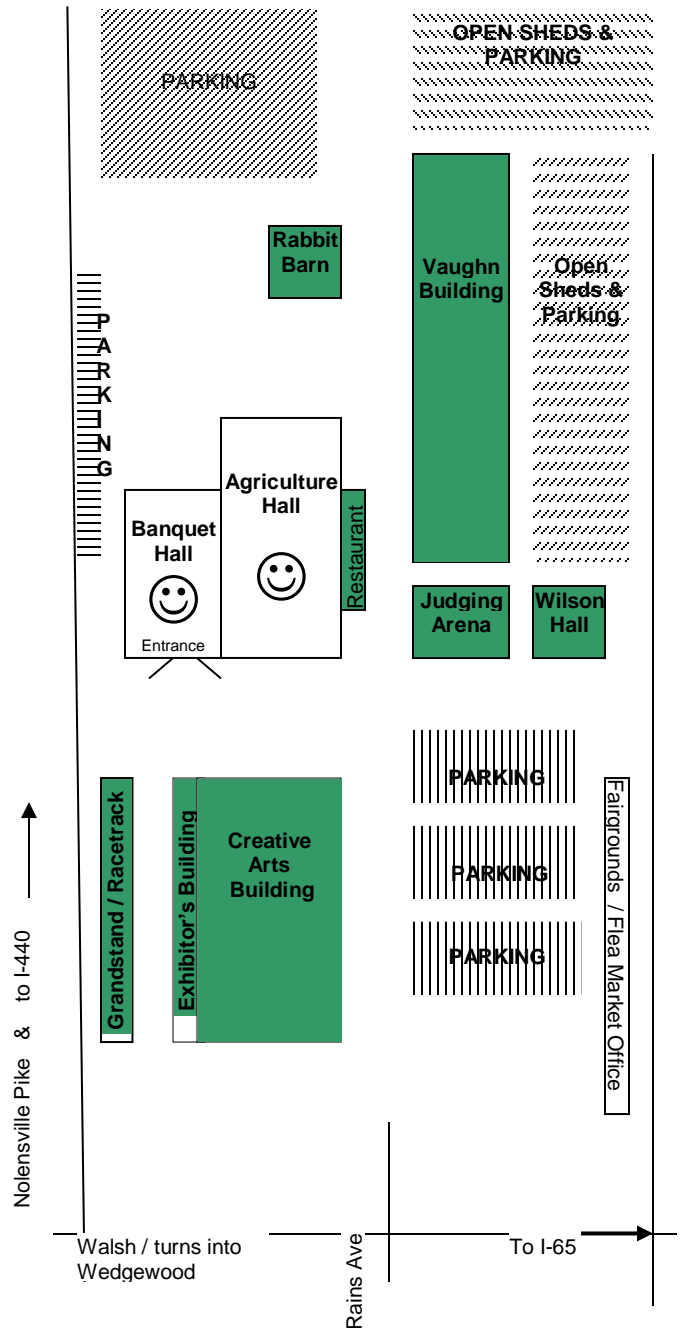 OPEN SHEDS &
PARKING
PARKING
Rabbit
Barn
Vaughn
Building
Open
Sheds &
Parking
PARKING
Agriculture
Hall
Banquet
Hall
Restaurant
Entrance
Judging
Arena
Wilson
Hall
PARKING
PARKING
PARKING
Grandstand / Racetrack
Exhibitor's Building
Creative
Arts
Building
Fairgrounds / Flea Market Office
Nolensville Pike & to I-440
Walsh / turns into
Wedgewood
Rains Ave
To I-65